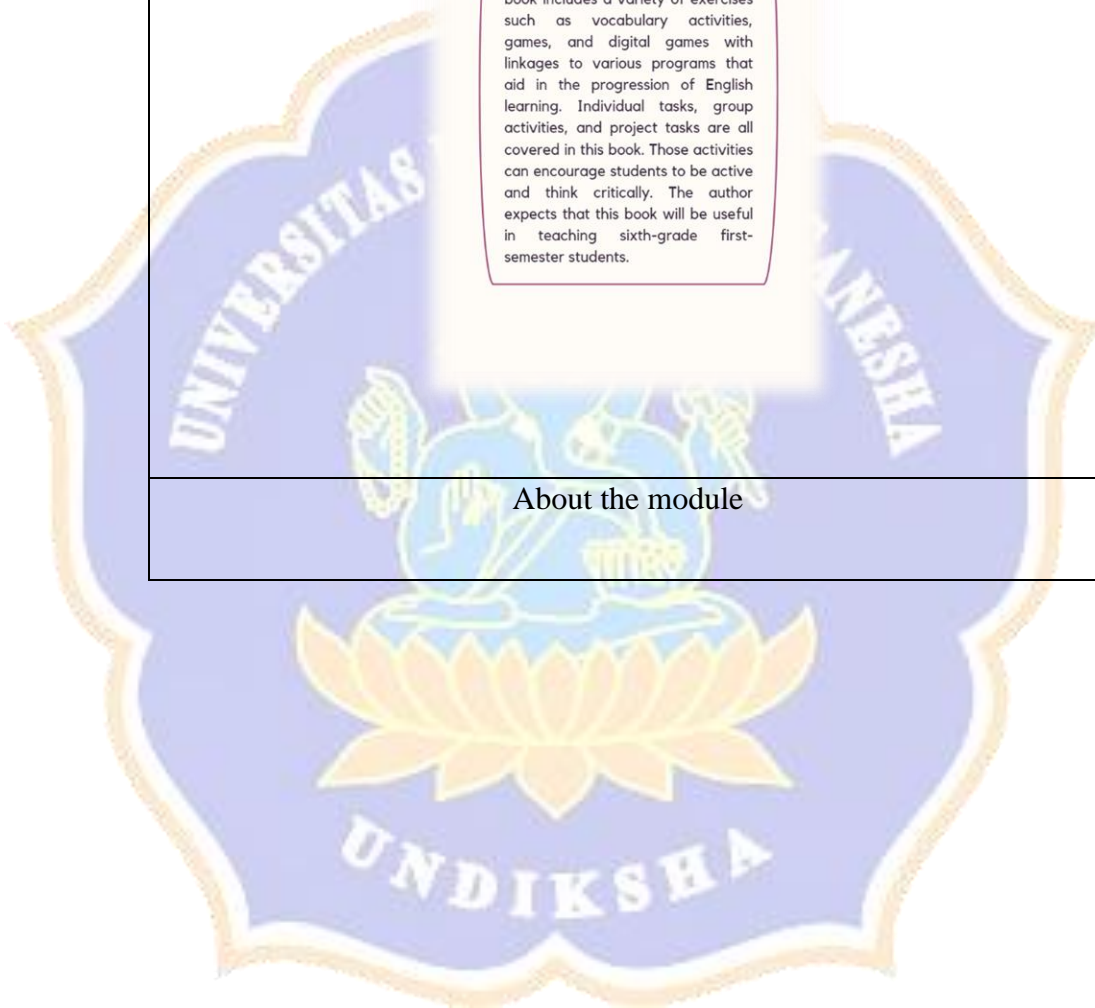 book includes a variety of exercises
such as vocabulary activities,
games, and digital games with
linkages to various programs that
aid in the progression of English
learning. Individual tasks, group
activities, and project tasks are all
covered in this book. Those activities
can encourage students to be active
and think critically. The author
expects that this book will be useful
in teaching sixth-grade first-
semester students.
UNIVERSITAS
About the module
UNDIKSHA